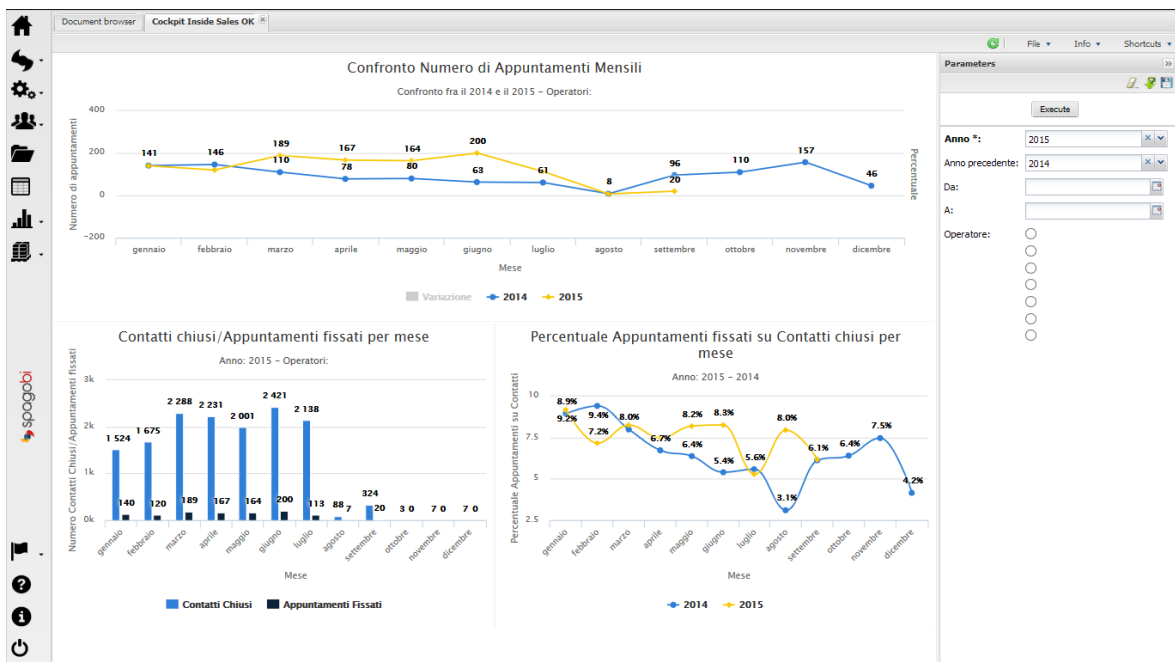 Document browser
Cockpit Inside Sales OK
File
Info
Shortcuts
Confronto Numero di Appuntamenti Mensili
Confronto fra il 2014 e il 2015 – Operatori:
Numero di appuntamenti
400
200
0
−200
141
146
189
110
167
78
164
80
200
63
61
8
96
20
110
157
46
Percentuale
gennaio
febbraio
marzo
aprile
maggio
giugno
luglio
agosto
settembre
ottobre
novembre
dicembre
Mese
Variazione
2014
2015
Contatti chiusi/Appuntamenti fissati per mese
Anno: 2015 – Operatori:
Numero Contatti Chiusi/Appuntamenti fissati
3k
2k
1k
0k
1 524
140
1 675
120
2 288
189
2 231
167
2 001
164
2 421
200
2 138
113
88
7
324
20
3 0
7 0
7 0
gennaio
febbraio
marzo
aprile
maggio
giugno
luglio
agosto
settembre
ottobre
novembre
dicembre
Mese
Contatti Chiusi
Appuntamenti Fissati
Percentuale Appuntamenti fissati su Contatti chiusi per
mese
Anno: 2015 – 2014
Percentuale Appuntamenti su Contatti
10
7.5
5
2.5
8.9%
9.2%
9.4%
7.2%
8.0%
6.7%
8.2%
6.4%
8.3%
5.4%
5.6%
8.0%
3.1%
6.1%
6.4%
7.5%
4.2%
gennaio
febbraio
marzo
aprile
maggio
giugno
luglio
agosto
settembre
ottobre
novembre
dicembre
Mese
2014
2015
Parameters
Execute
Anno *:
2015
Anno precedente:
2014
Da:
A:
Operatore:
spagobi